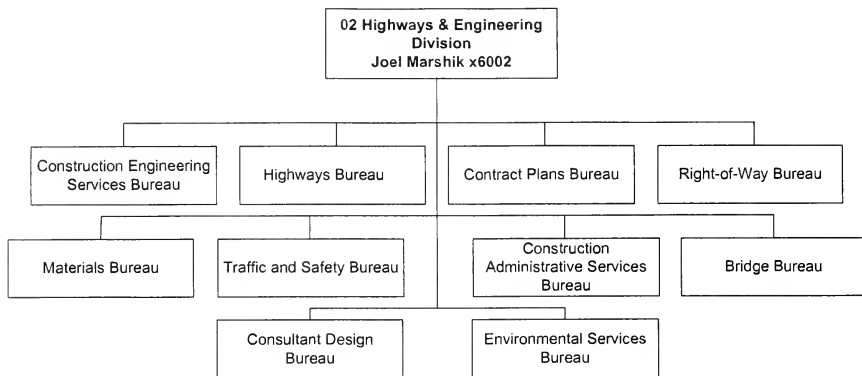 02 Highways & Engineering
Division
Joel Marshik x6002
Construction Engineering
Services Bureau
Highways Bureau
Contract Plans Bureau
Right-of-Way Bureau
Materials Bureau
Traffic and Safety Bureau
Construction
Administrative Services
Bureau
Bridge Bureau
Consultant Design
Bureau
Environmental Services
Bureau